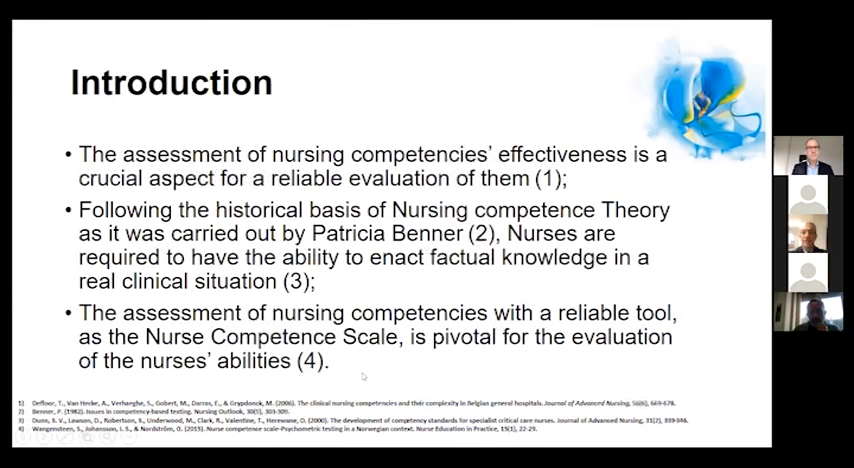 Introduction
• The assessment of nursing competencies' effectiveness is a
crucial aspect for a reliable evaluation of them (1);
• Following the historical basis of Nursing competence Theory
as it was carried out by Patricia Benner (2), Nurses are
required to have the ability to enact factual knowledge in a
real clinical situation (3);
• The assessment of nursing competencies with a reliable tool,
as the Nurse Competence Scale, is pivotal for the evaluation
of the nurses' abilities (4).
1) Defloor, T., Van Hecke, A., Verhaeghe, S., Gobert, M., Darras, E., & Grypdonck, M. (2006). The clinical nursing competencies and their complexity in Belgian general hospitals. Journal of Advanced Nursing, 56(6), 669-678.
2) Benner, P. (1982). Issues in competency-based testing. Nursing Outlook, 30(5), 303-309.
3) Dunn, S. V., Lawson, D., Robertson, S., Underwood, M., Clark, R., Valentine, T., Herewane, D. (2000). The development of competency standards for specialist critical care nurses. Journal of Advanced Nursing, 31(2), 339-346.
4) Wangensteen, S., Johansson, I. S., & Nordström, G. (2015). Nurse competence scale-Psychometric testing in a Norwegian context. Nurse Education in Practice, 15(1), 22-29.